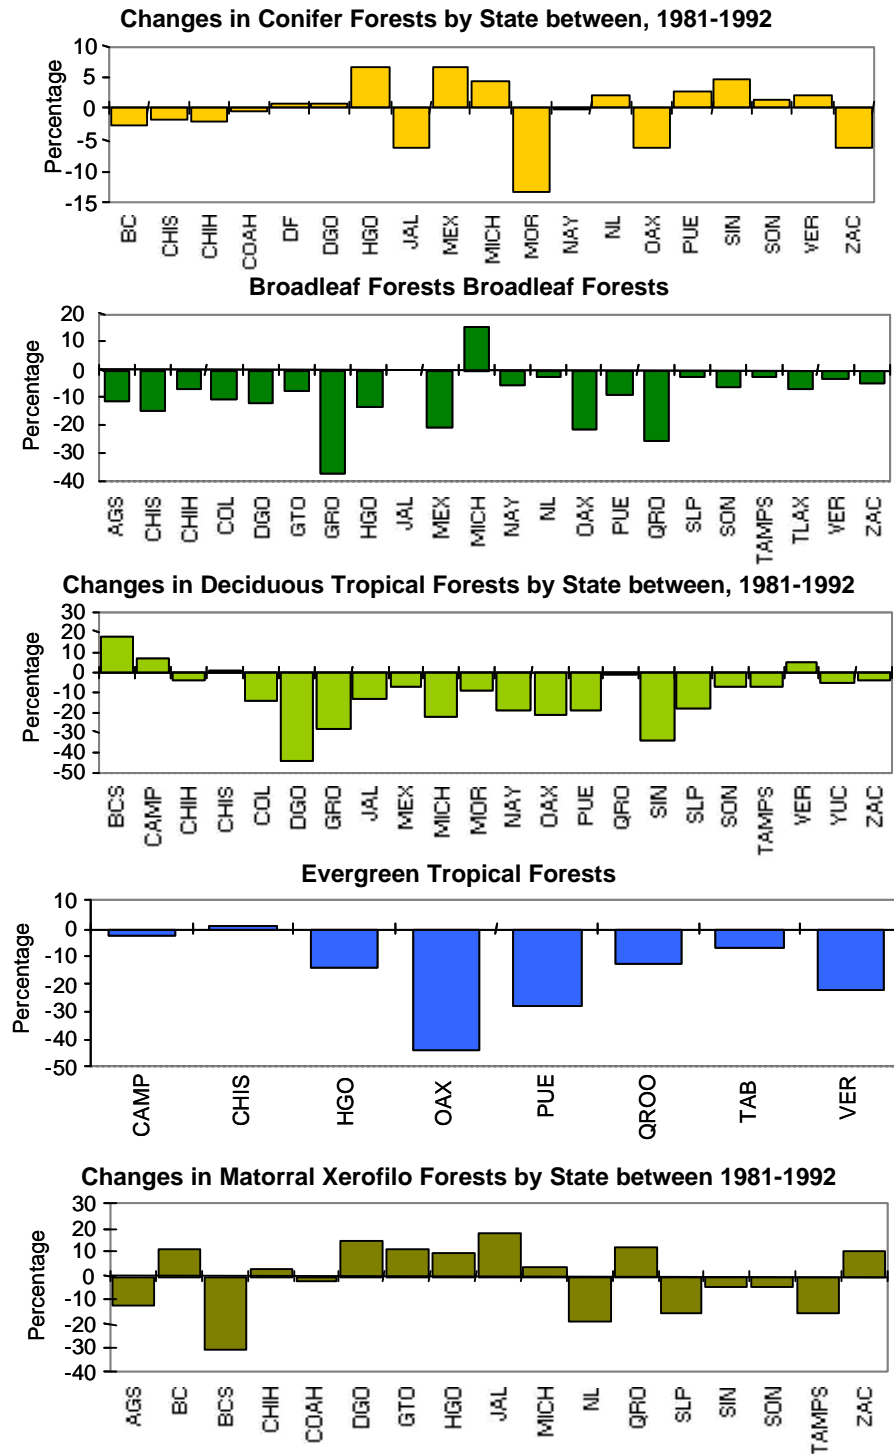 Changes in Conifer Forests by State between, 1981-1992
Percentage
10
5
0
-5
-10
-15
BC CHIS CHIH COAH DF DGO HGO JAL MEX MICH MOR NAY NL OAX PUE SIN SON VER ZAC
Broadleaf Forests Broadleaf Forests
Percentage
20
10
0
-10
-20
-30
-40
AGS CHIS CHIH COL DGO GTO GRO HGO JAL MEX MICH NAY NL OAX PUE QRO SLP SON TAMPS TLAX VER ZAC
Changes in Deciduous Tropical Forests by State between, 1981-1992
Percentage
30
20
10
0
-10
-20
-30
-40
-50
BCS CAMP CHIH CHIS COL DGO GRO JAL MEX MICH MOR NAY OAX PUE QRO SIN SLP SON TAMPS VER YUC ZAC
Evergreen Tropical Forests
Percentage
10
0
-10
-20
-30
-40
-50
CAMP CHIS HGO OAX PUE QROO TAB VER
Changes in Matorral Xerofilo Forests by State between 1981-1992
Percentage
30
20
10
0
-10
-20
-30
-40
AGS BC BCS CHIH COAH DGO GTO HGO JAL MICH NL QRO SLP SIN SON TAMPS ZAC